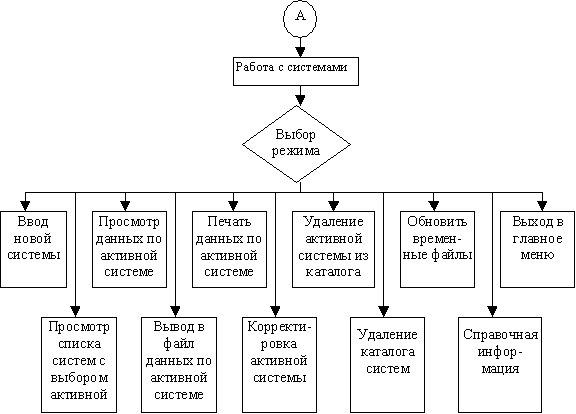 А
Работа с системами
Выбор
режима
Ввод
новой
системы
Просмотр
данных по
активной
системе
Печать
данных по
активной
системе
Удаление
активной
системы из
каталога
Обновить
времен-
ные файлы
Выход в
главное
меню
Просмотр
списка
систем с
выбором
активной
Вывод в
файл
данных по
активной
системе
Корректи-
ровка
активной
системы
Удаление
каталога
систем
Справочная
инфор-
мация